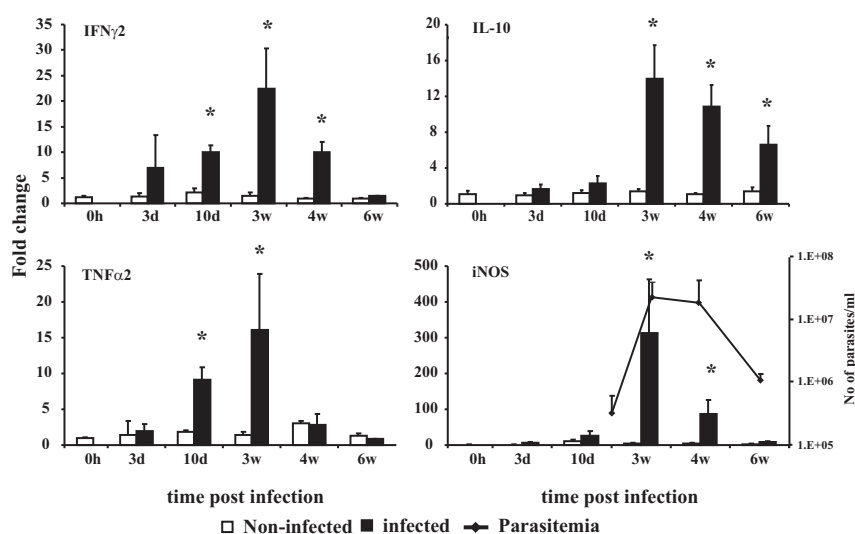 IFNγ2
35
30
25
20
15
10
5
0
*
*
*
0h 3d 10d 3w 4w 6w
IL-10
20
16
12
8
4
0
*
*
*
0h 3d 10d 3w 4w 6w
Fold change
TNFα2
25
20
15
10
5
0
*
*
0h 3d 10d 3w 4w 6w
time post infection
iNOS
500
400
300
200
100
0
*
*
0h 3d 10d 3w 4w 6w
time post infection
1.E+08
1.E+07
1.E+06
1.E+05
No of parasites/ml
Non-infected infected Parasitemia